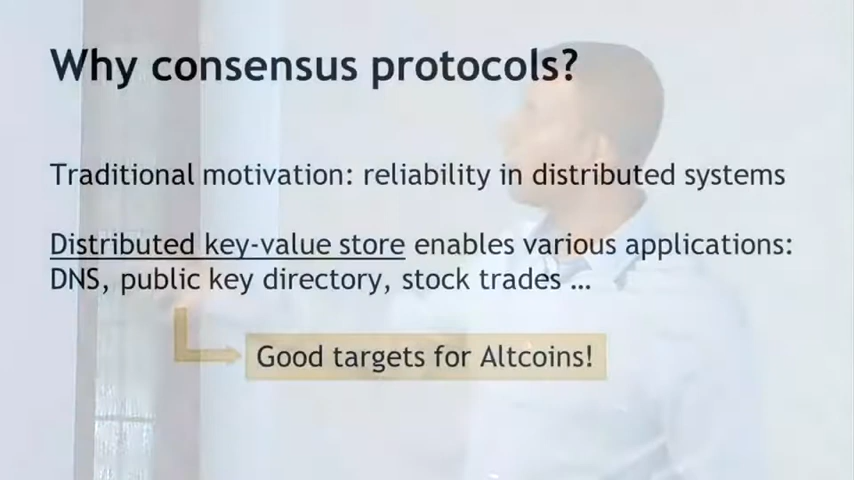 Why consensus protocols?
Traditional motivation: reliability in distributed systems
Distributed key-value store enables various applications:
DNS, public key directory, stock trades …
Good targets for Altcoins!